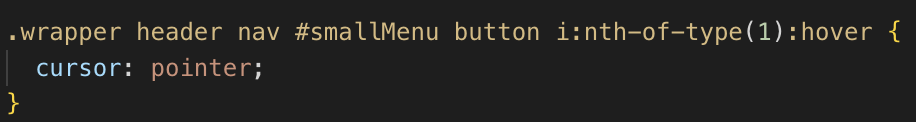 .wrapper header nav #smallMenu button i:nth-of-type(1):hover {
  cursor: pointer;
}